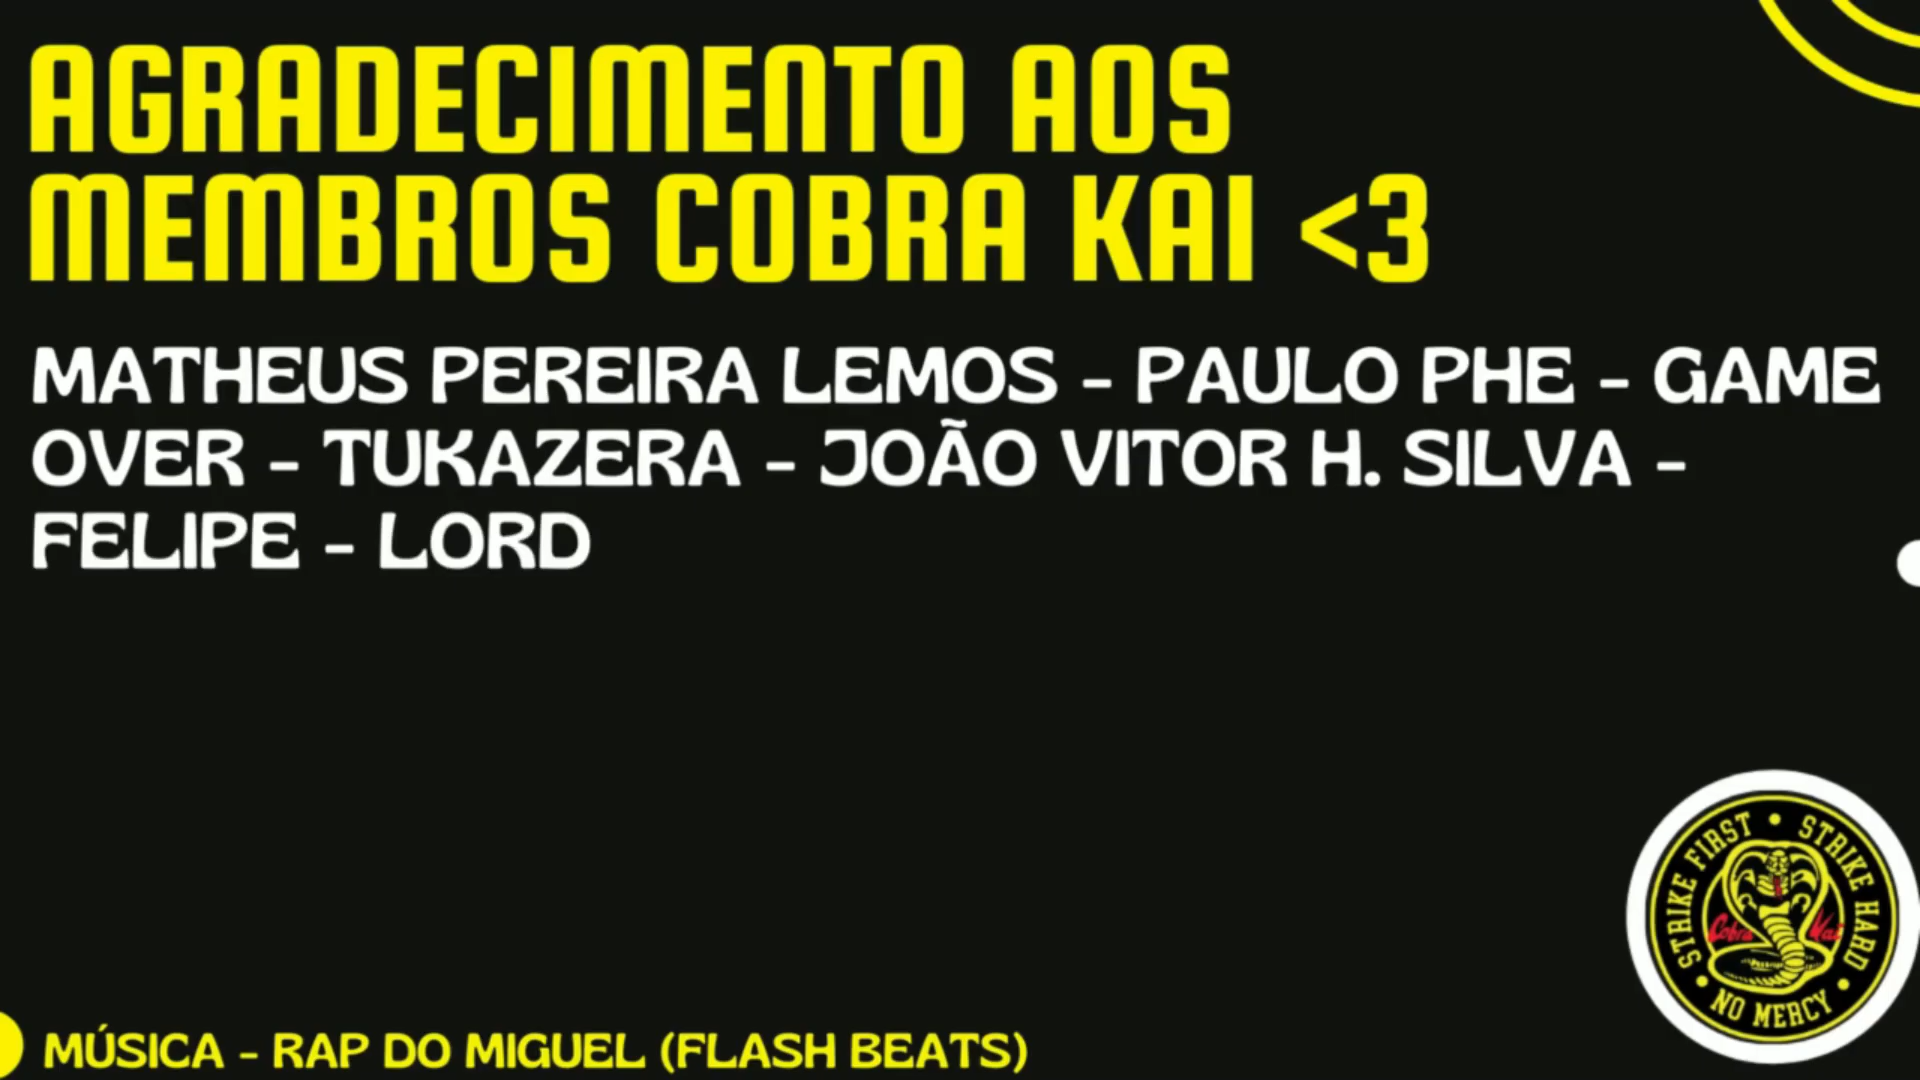 AGRADECIMENTO AOS
MEMBROS COBRA KAI <3
MATHEUS PEREIRA LEMOS - PAULO PHE - GAME
OVER - TUKAZERA - JOÃO VITOR H. SILVA -
FELIPE - LORD
STRIKE FIRST • STRIKE HARD • NO MERCY •
Cobra Kai
MÚSICA - RAP DO MIGUEL (FLASH BEATS)